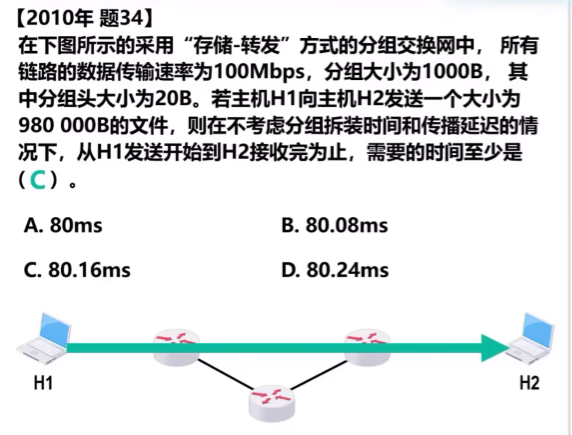 【2010年 题34】
在下图所示的采用“存储-转发”方式的分组交换网中， 所有
链路的数据传输速率为100Mbps，分组大小为1000B， 其
中分组头大小为20B。若主机H1向主机H2发送一个大小为
980 000B的文件，则在不考虑分组拆装时间和传播延迟的情
况下，从H1发送开始到H2接收完为止，需要的时间至少是
（C）。
A. 80ms B. 80.08ms
C. 80.16ms D. 80.24ms
H1 H2